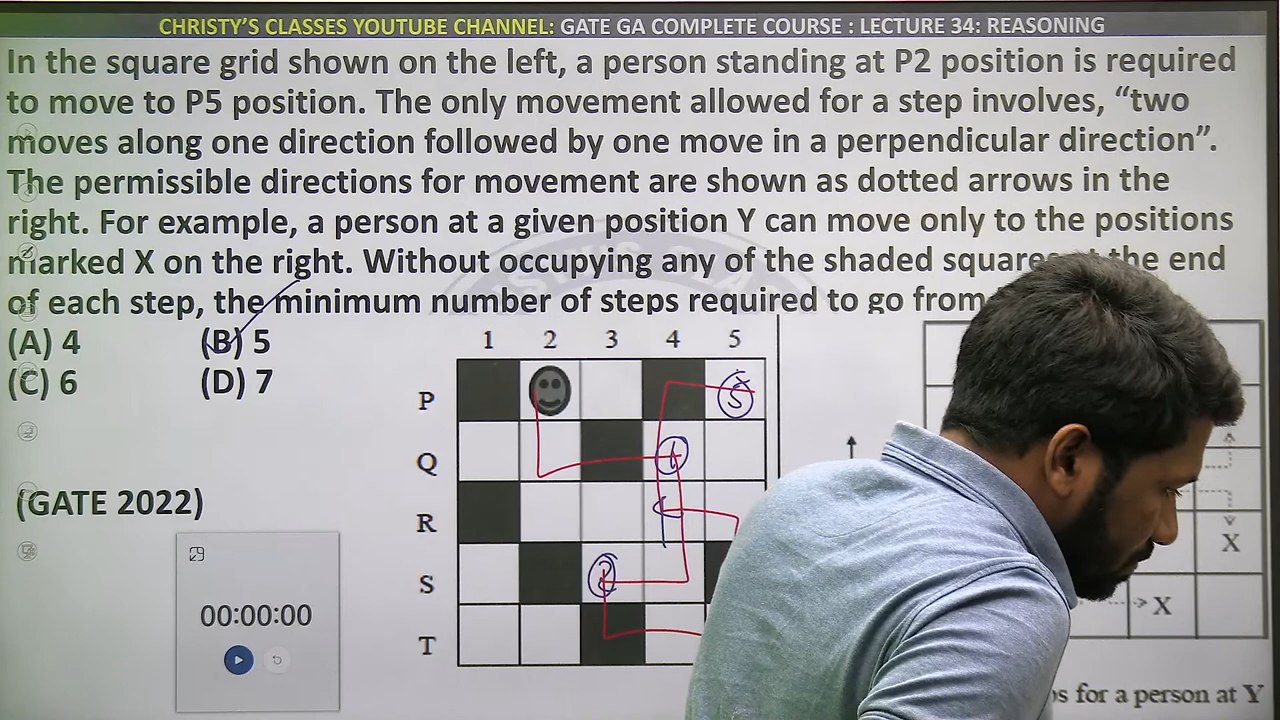 CHRISTY'S CLASSES YOUTUBE CHANNEL: GATE GA COMPLETE COURSE : LECTURE 34: REASONING
In the square grid shown on the left, a person standing at P2 position is required
to move to P5 position. The only movement allowed for a step involves, “two
moves along one direction followed by one move in a perpendicular direction”.
The permissible directions for movement are shown as dotted arrows in the
right. For example, a person at a given position Y can move only to the positions
marked X on the right. Without occupying any of the shaded squares at the end
of each step, the minimum number of steps required to go from
(A) 4 (B) 5
(C) 6 (D) 7
(GATE 2022)
00:00:00
1 2 3 4 5
P 5
Q 1
R
S 2
T
X
X
for a person at Y